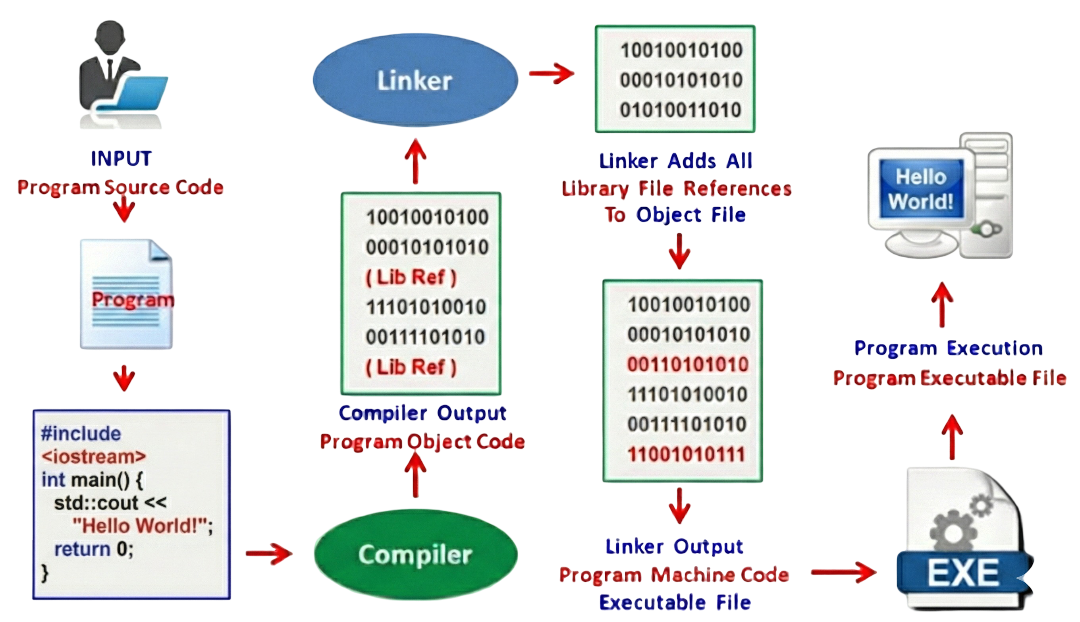 INPUT
Program Source Code
Program
#include
<iostream>
int main() {
std::cout <<
"Hello World!";
return 0;
}
Compiler
Compiler Output
Program Object Code
10010010100
00010101010
( Lib Ref )
11101010010
00111101010
( Lib Ref )
Linker
10010010100
00010101010
01010011010
Linker Adds All
Library File References
To Object File
10010010100
00010101010
00110101010
11101010010
00111101010
11001010111
Linker Output
Program Machine Code
Executable File
EXE
Program Execution
Program Executable File
Hello
World!